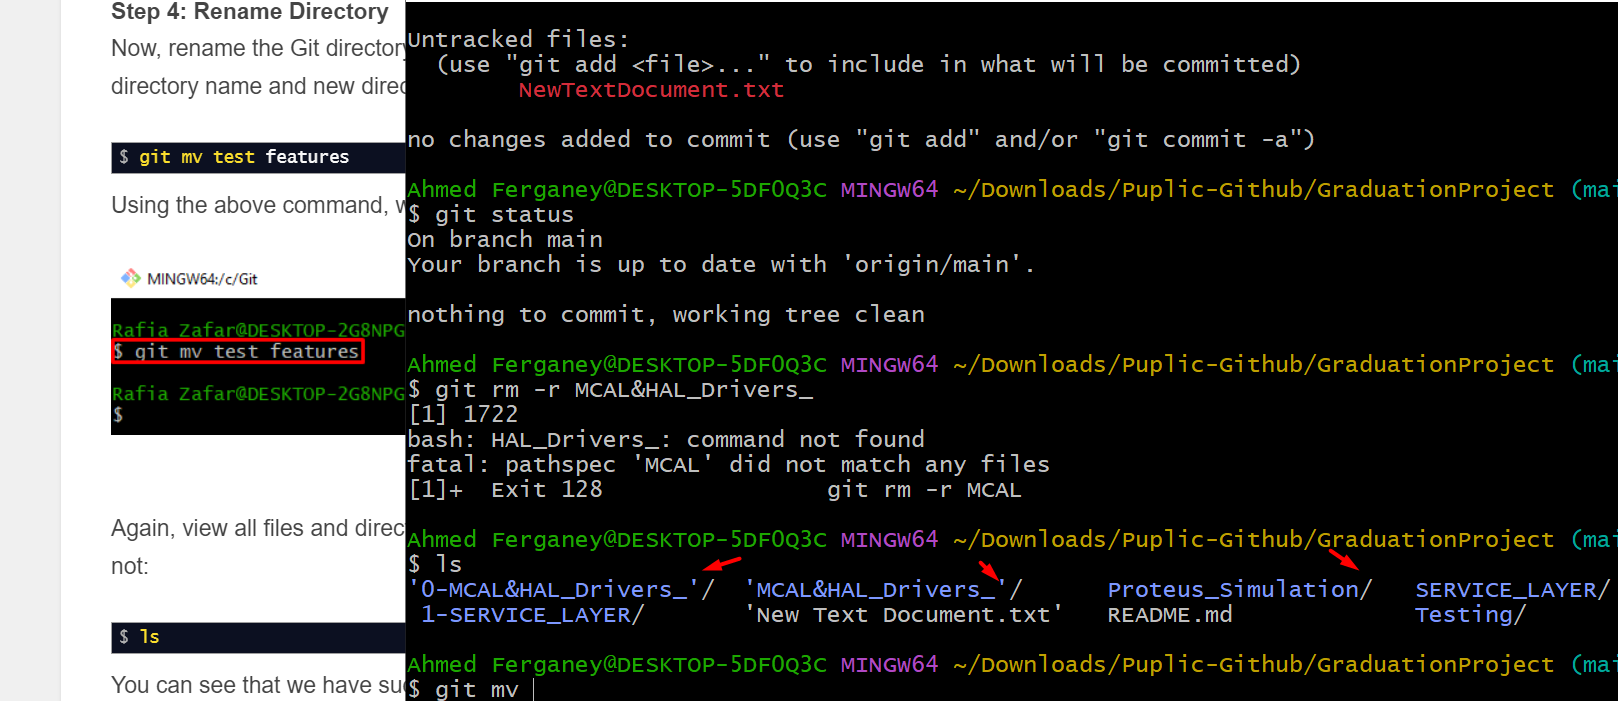 Step 4: Rename Directory
Now, rename the Git directory
directory name and new direc
$ git mv test features
Using the above command, w
MINGW64:/c/Git
Rafia Zafar@DESKTOP-2G8NPG
$ git mv test features
Rafia Zafar@DESKTOP-2G8NPG
$
Again, view all files and direc
not:
$ ls
You can see that we have suc
Untracked files:
(use "git add <file>..." to include in what will be committed)
NewTextDocument.txt
no changes added to commit (use "git add" and/or "git commit -a")
Ahmed Ferganey@DESKTOP-5DF0Q3C MINGW64 ~/Downloads/Puplic-Github/GraduationProject (mai
$ git status
On branch main
Your branch is up to date with 'origin/main'.
nothing to commit, working tree clean
Ahmed Ferganey@DESKTOP-5DF0Q3C MINGW64 ~/Downloads/Puplic-Github/GraduationProject (mai
$ git rm -r MCAL&HAL_Drivers_
[1] 1722
bash: HAL_Drivers_: command not found
fatal: pathspec 'MCAL' did not match any files
[1]+  Exit 128                git rm -r MCAL
Ahmed Ferganey@DESKTOP-5DF0Q3C MINGW64 ~/Downloads/Puplic-Github/GraduationProject (mai
$ ls
'0-MCAL&HAL_Drivers_'/  'MCAL&HAL_Drivers_'/      Proteus_Simulation/   SERVICE_LAYER/
1-SERVICE_LAYER/       'New Text Document.txt'   README.md             Testing/
Ahmed Ferganey@DESKTOP-5DF0Q3C MINGW64 ~/Downloads/Puplic-Github/GraduationProject (mai
$ git mv